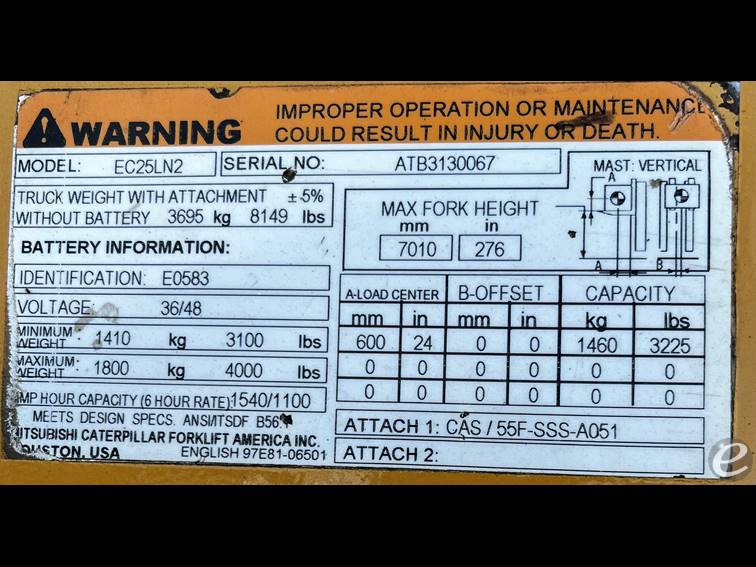 WARNING
IMPROPER OPERATION OR MAINTENANCE
COULD RESULT IN INJURY OR DEATH.
MODEL: EC25LN2
SERIAL NO: ATB3130067
TRUCK WEIGHT WITH ATTACHMENT ±5%
WITHOUT BATTERY 3695 kg 8149 lbs
BATTERY INFORMATION:
IDENTIFICATION: E0583
VOLTAGE: 36/48
MINIMUM WEIGHT: 1410 kg 3100 lbs
MAXIMUM WEIGHT: 1800 kg 4000 lbs
AMP HOUR CAPACITY (6 HOUR RATE): 1540/1100
MEETS DESIGN SPECS. ANSI/ITSDF
MITSUBISHI CATERPILLAR FORKLIFT AMERICA INC.
HOUSTON, USA ENGLISH 97E81-06501
MAX FORK HEIGHT
mm in
7010 276
MAST: VERTICAL
A
A B
A-LOAD CENTER B-OFFSET CAPACITY
mm in mm in kg lbs
600 24 0 0 1460 3225
0 0 0 0 0 0
0 0 0 0 0 0
ATTACH 1: CAS / 55F-SSS-A051
ATTACH 2:
e